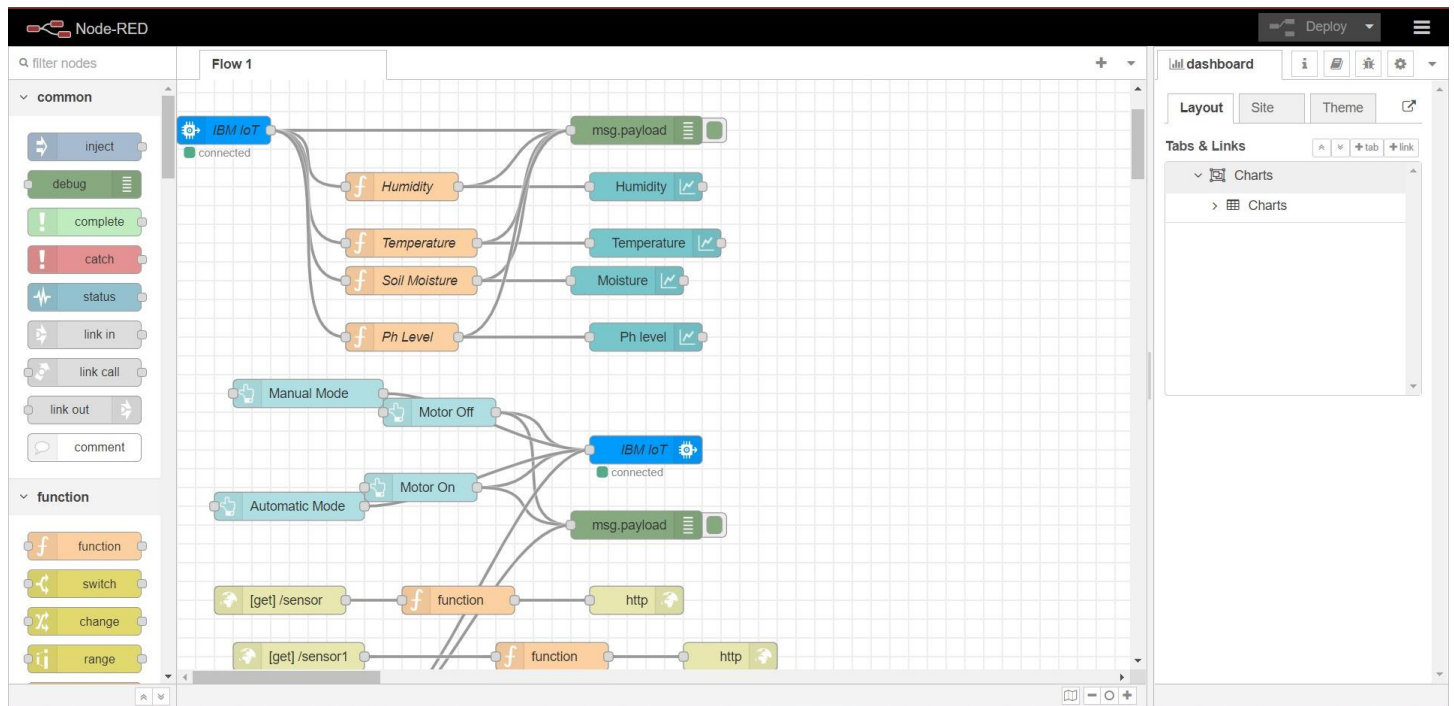 Node-RED
Deploy
filter nodes
Flow 1
dashboard
i
common
Layout
Site
Theme
inject
IBM IoT
msg.payload
connected
Tabs & Links
+tab
+link
debug
Humidity
Humidity
Charts
complete
Charts
catch
Temperature
Temperature
status
Soil Moisture
Moisture
link in
Ph Level
Ph level
link call
Manual Mode
link out
Motor Off
comment
IBM IoT
connected
function
Motor On
Automatic Mode
msg.payload
function
switch
[get] /sensor
function
http
change
range
[get] /sensor1
function
http